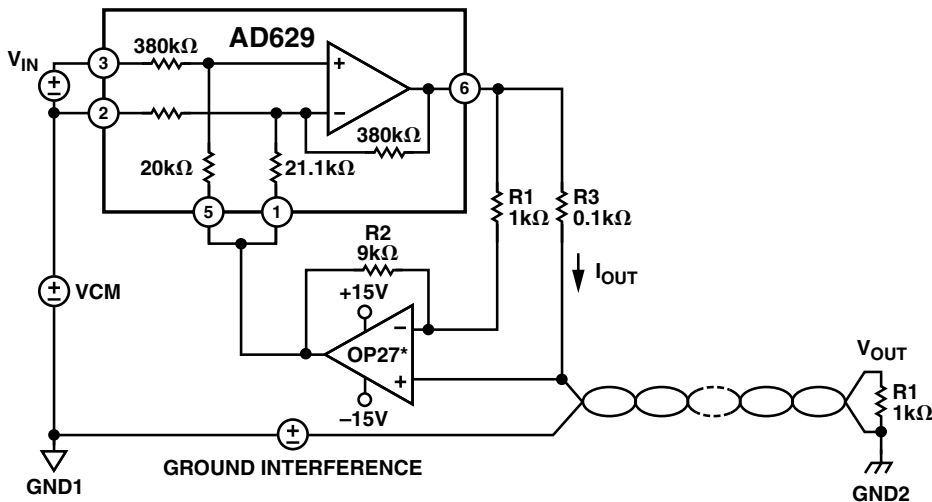 AD629
V_IN
3
380kΩ
+
6
2
−
380kΩ
20kΩ
21.1kΩ
5
1
R1
1kΩ
R3
0.1kΩ
R2
9kΩ
I_OUT
VCM
+15V
−
OP27*
+
–15V
V_OUT
R1
1kΩ
GROUND INTERFERENCE
GND1
GND2